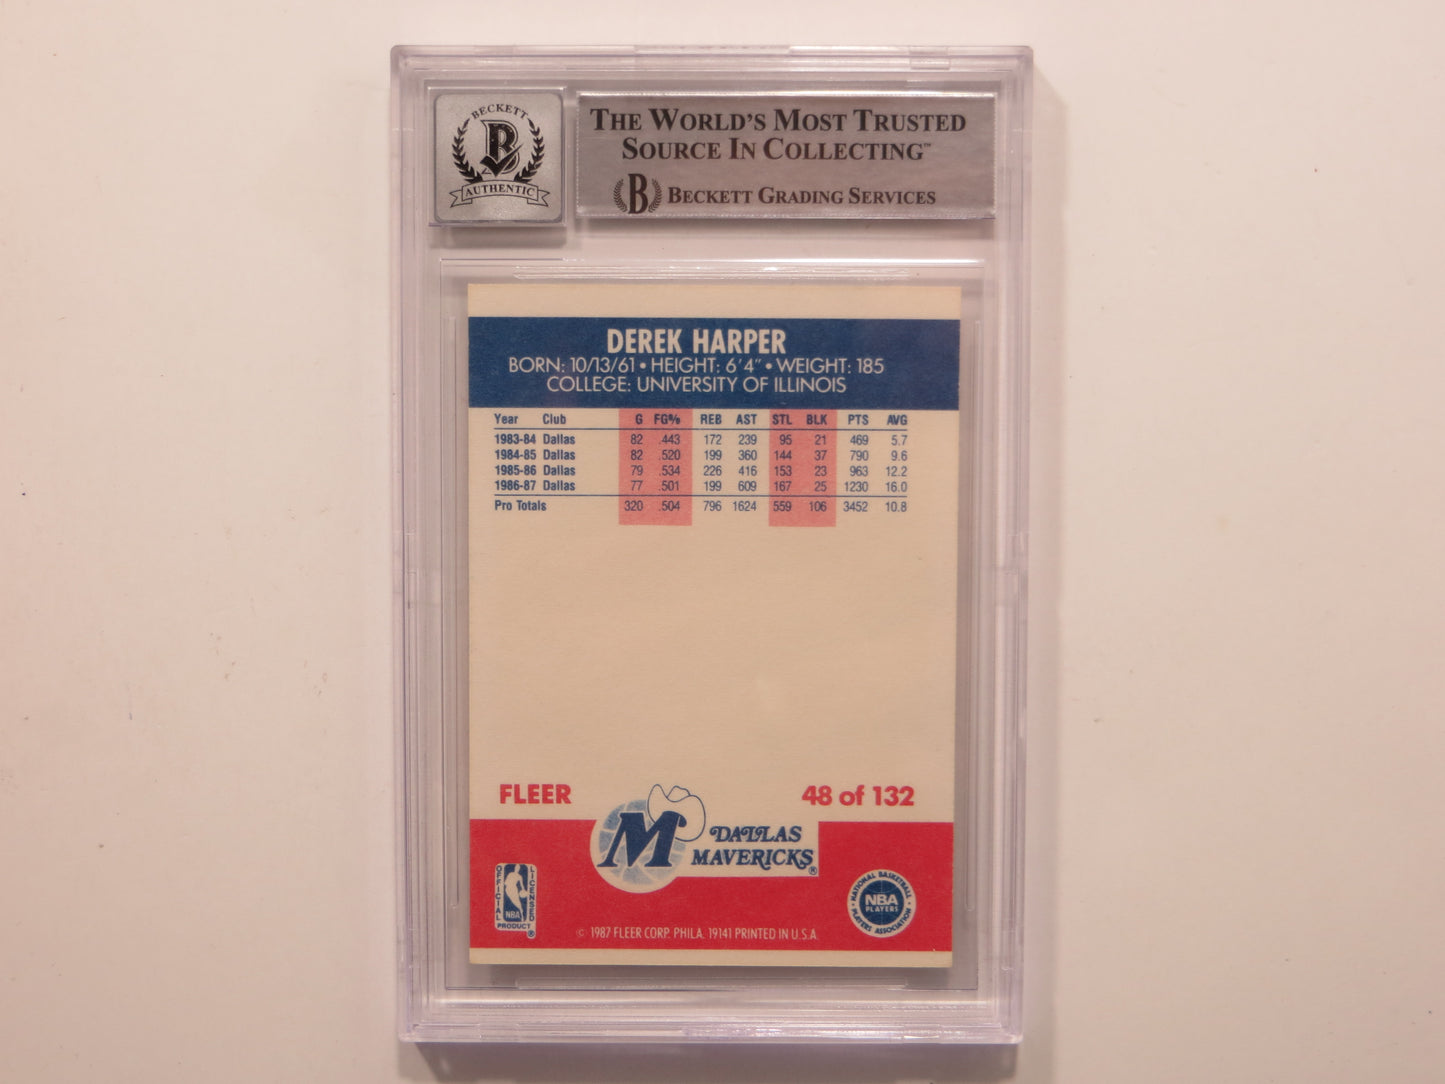 BECKETT
B
AUTHENTIC
THE WORLD'S MOST TRUSTED
SOURCE IN COLLECTING™
B BECKETT GRADING SERVICES
DEREK HARPER
BORN: 10/13/61 • HEIGHT: 6'4" • WEIGHT: 185
COLLEGE: UNIVERSITY OF ILLINOIS
Year Club G FG% REB AST STL BLK PTS AVG
1983-84 Dallas 82 .443 172 239 95 21 469 5.7
1984-85 Dallas 82 .520 199 360 144 37 790 9.6
1985-86 Dallas 79 .534 226 416 153 23 963 12.2
1986-87 Dallas 77 .501 199 609 167 25 1230 16.0
Pro Totals 320 .504 796 1624 559 106 3452 10.8
FLEER
48 of 132
M DALLAS
MAVERICKS®
OFFICIAL LICENSED
NBA
PRODUCT ®
NATIONAL BASKETBALL
NBA
PLAYERS
PLAYERS ASSOCIATION
© 1987 FLEER CORP. PHILA. 19141 PRINTED IN U.S.A.